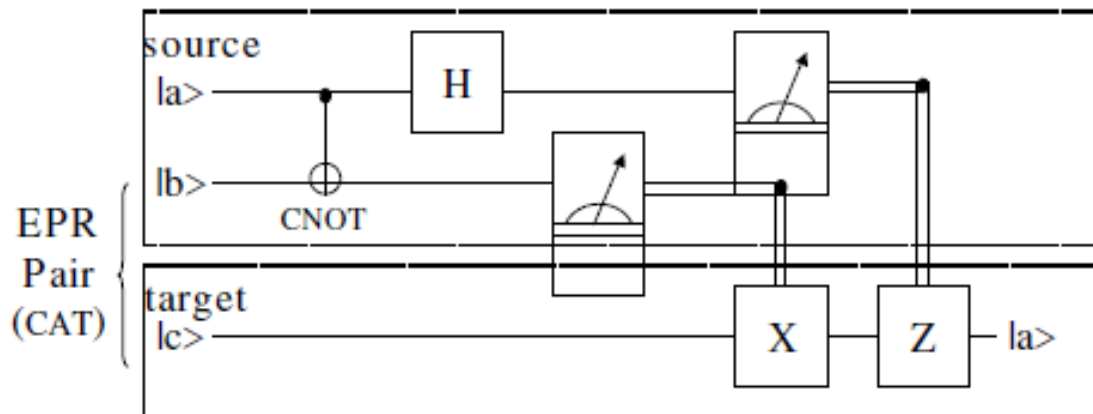 source
|a>
H
|b>
CNOT
EPR
Pair
(CAT)
target
|c>
X
Z
|a>